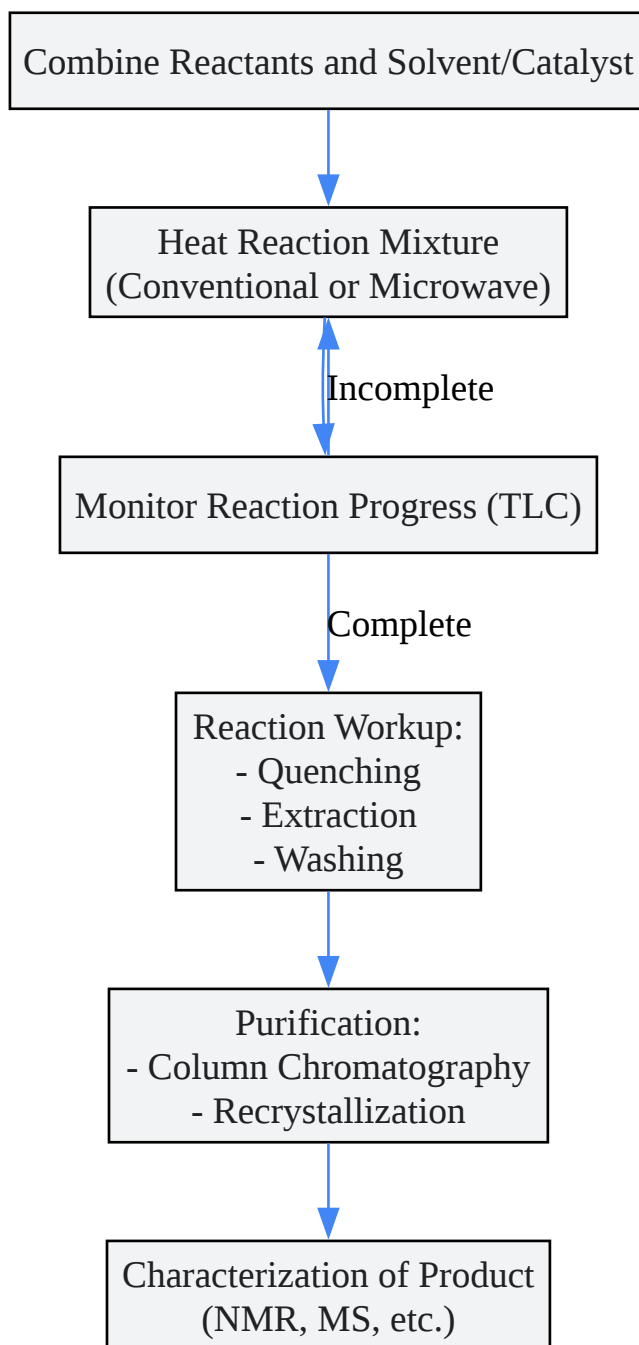 Combine Reactants and Solvent/Catalyst
Heat Reaction Mixture
(Conventional or Microwave)
Incomplete
Monitor Reaction Progress (TLC)
Complete
Reaction Workup:
- Quenching
- Extraction
- Washing
Purification:
- Column Chromatography
- Recrystallization
Characterization of Product
(NMR, MS, etc.)